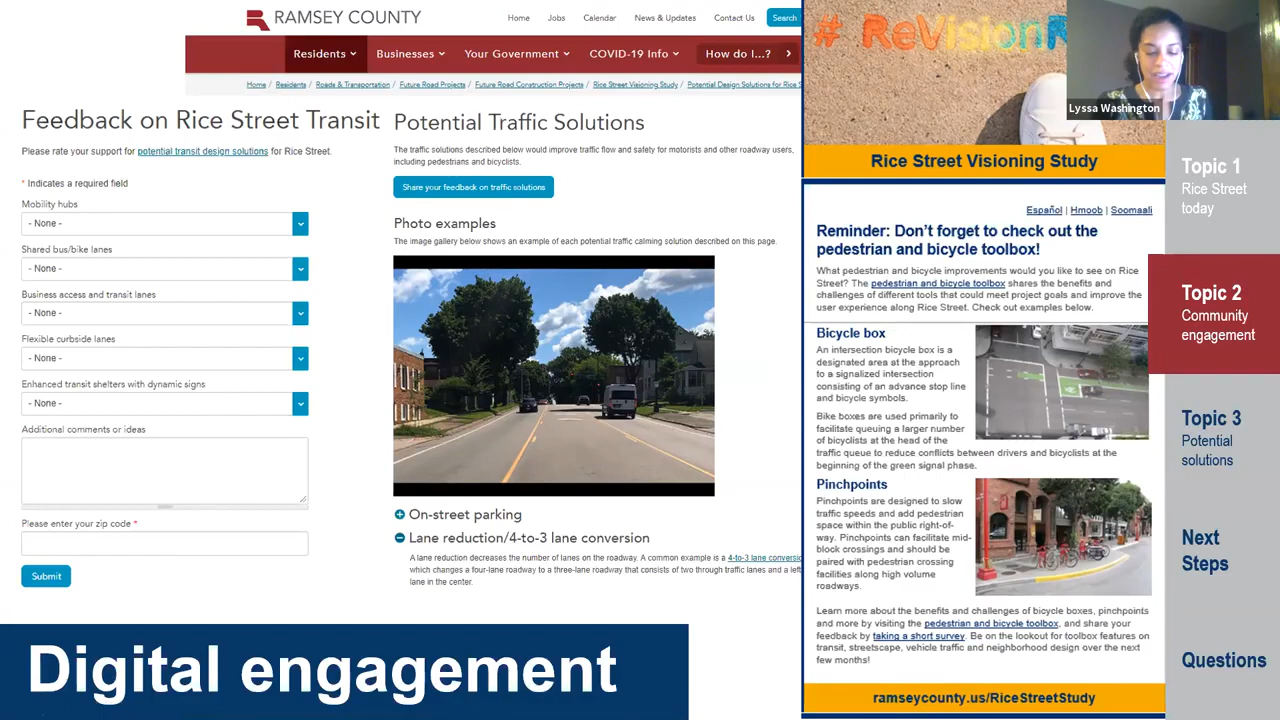 RAMSEY COUNTY
Home
Jobs
Calendar
News & Updates
Contact Us
Search
Residents
Businesses
Your Government
COVID-19 Info
How do I...?
Home / Residents / Roads & Transportation / Future Road Projects / Future Road Construction Projects / Rice Street Visioning Study / Potential Design Solutions for Rice S
Feedback on Rice Street Transit
Please rate your support for potential transit design solutions for Rice Street.
* Indicates a required field
Mobility hubs
- None -
Shared bus/bike lanes
- None -
Business access and transit lanes
- None -
Flexible curbside lanes
- None -
Enhanced transit shelters with dynamic signs
- None -
Additional comments or ideas
Please enter your zip code *
Submit
Potential Traffic Solutions
The traffic solutions described below would improve traffic flow and safety for motorists and other roadway users,
including pedestrians and bicyclists.
Share your feedback on traffic solutions
Photo examples
The image gallery below shows an example of each potential traffic calming solution described on this page.
On-street parking
Lane reduction/4-to-3 lane conversion
A lane reduction decreases the number of lanes on the roadway. A common example is a 4-to-3 lane conversio
which changes a four-lane roadway to a three-lane roadway that consists of two through traffic lanes and a left
lane in the center.
Digital engagement
# ReVisionR
Lyssa Washington
Rice Street Visioning Study
Español | Hmoob | Soomaali
Reminder: Don't forget to check out the
pedestrian and bicycle toolbox!
What pedestrian and bicycle improvements would you like to see on Rice
Street? The pedestrian and bicycle toolbox shares the benefits and
challenges of different tools that could meet project goals and improve the
user experience along Rice Street. Check out examples below.
Bicycle box
An intersection bicycle box is a
designated area at the approach
to a signalized intersection
consisting of an advance stop line
and bicycle symbols.
Bike boxes are used primarily to
facilitate queuing a larger number
of bicyclists at the head of the
traffic queue to reduce conflicts between drivers and bicyclists at the
beginning of the green signal phase.
Pinchpoints
Pinchpoints are designed to slow
traffic speeds and add pedestrian
space within the public right-of-
way. Pinchpoints can facilitate mid-
block crossings and should be
paired with pedestrian crossing
facilities along high volume
roadways.
Learn more about the benefits and challenges of bicycle boxes, pinchpoints
and more by visiting the pedestrian and bicycle toolbox, and share your
feedback by taking a short survey. Be on the lookout for toolbox features on
transit, streetscape, vehicle traffic and neighborhood design over the next
few months!
ramseycounty.us/RiceStreetStudy
Topic 1
Rice Street
today
Topic 2
Community
engagement
Topic 3
Potential
solutions
Next
Steps
Questions